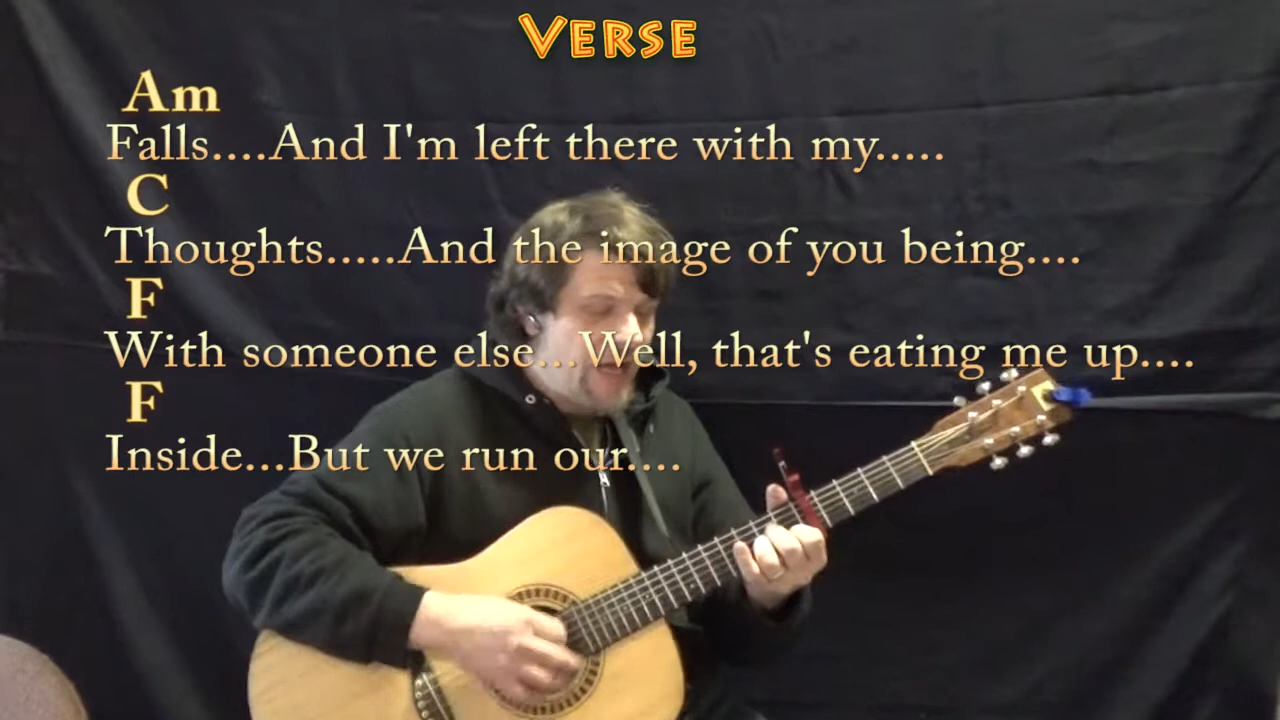 VERSE
Am
Falls....And I'm left there with my.....
C
Thoughts.....And the image of you being....
F
With someone else...Well, that's eating me up....
F
Inside...But we run our....